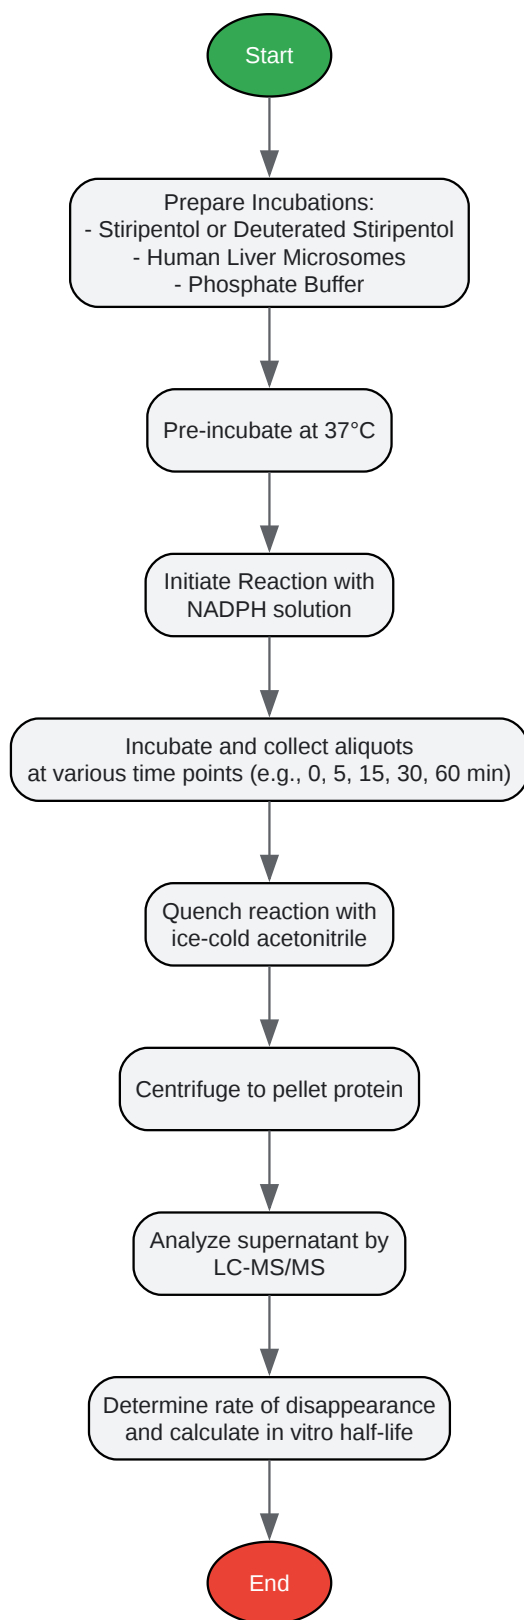 Start
Prepare Incubations:
- Stiripentol or Deuterated Stiripentol
- Human Liver Microsomes
- Phosphate Buffer
Pre-incubate at 37°C
Initiate Reaction with
NADPH solution
Incubate and collect aliquots
at various time points (e.g., 0, 5, 15, 30, 60 min)
Quench reaction with
ice-cold acetonitrile
Centrifuge to pellet protein
Analyze supernatant by
LC-MS/MS
Determine rate of disappearance
and calculate in vitro half-life
End